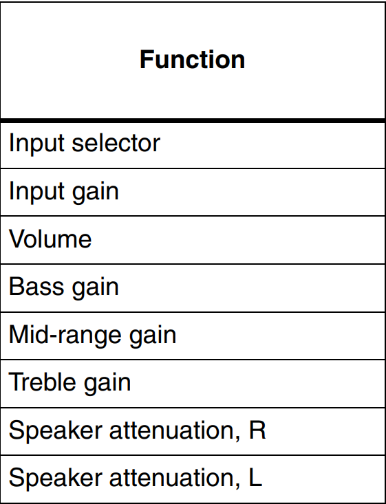 Function
Input selector
Input gain
Volume
Bass gain
Mid-range gain
Treble gain
Speaker attenuation, R
Speaker attenuation, L